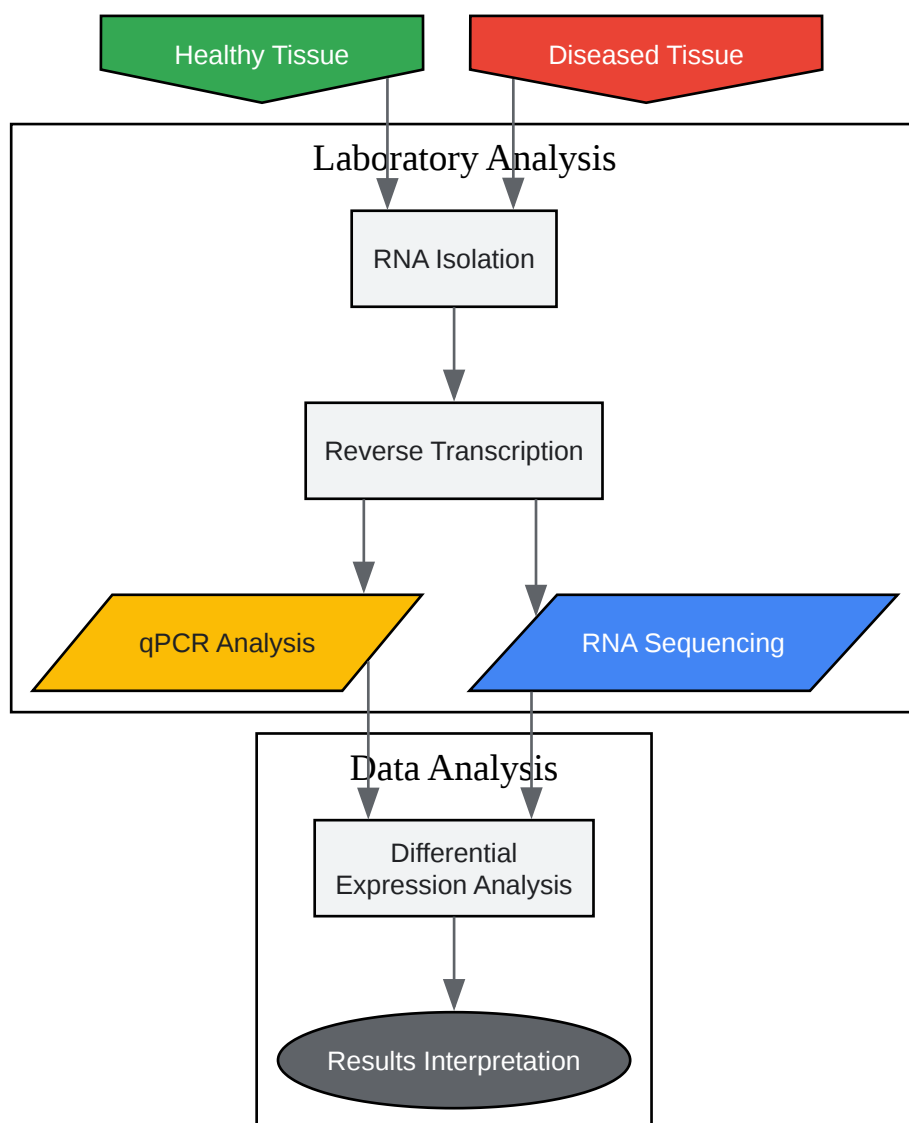 Healthy Tissue
Diseased Tissue
Laboratory Analysis
RNA Isolation
Reverse Transcription
qPCR Analysis
RNA Sequencing
Data Analysis
Differential
Expression Analysis
Results Interpretation